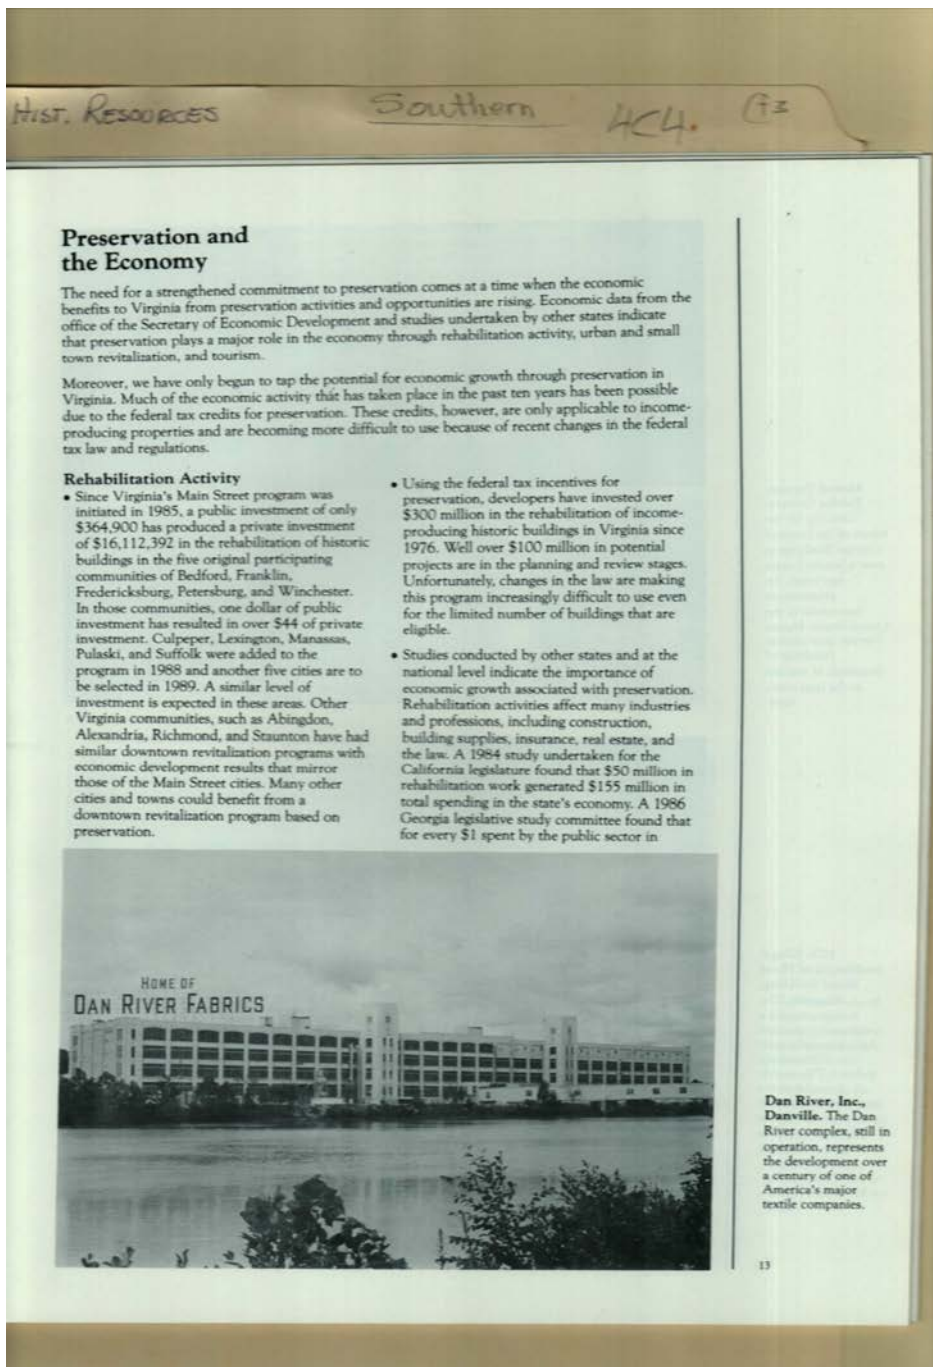 HIST. RESOURCES Southern 4C4.
Preservation and
the Economy
The need for a strengthened commitment to preservation comes at a time when the economic
benefits to Virginia from preservation activities and opportunities are rising. Economic data from the
office of the Secretary of Economic Development and studies undertaken by other states indicate
that preservation plays a major role in the economy through rehabilitation activity, urban and small
town revitalization, and tourism.
Moreover, we have only begun to tap the potential for economic growth through preservation in
Virginia. Much of the economic activity that has taken place in the past ten years has been possible
due to the federal tax credits for preservation. These credits, however, are only applicable to income-
producing properties and are becoming more difficult to use because of recent changes in the federal
tax law and regulations.
Rehabilitation Activity
• Since Virginia's Main Street program was
initiated in 1985, a public investment of only
$364,900 has produced a private investment
of $16,112,392 in the rehabilitation of historic
buildings in the five original participating
communities of Bedford, Franklin,
Fredericksburg, Petersburg, and Winchester.
In those communities, one dollar of public
investment has resulted in over $44 of private
investment. Culpeper, Lexington, Manassas,
Pulaski, and Suffolk were added to the
program in 1988 and another five cities are to
be selected in 1989. A similar level of
investment is expected in these areas. Other
Virginia communities, such as Abingdon,
Alexandria, Richmond, and Staunton have had
similar downtown revitalization programs with
economic development results that mirror
those of the Main Street cities. Many other
cities and towns could benefit from a
downtown revitalization program based on
preservation.
• Using the federal tax incentives for
preservation, developers have invested over
$300 million in the rehabilitation of income-
producing historic buildings in Virginia since
1976. Well over $100 million in potential
projects are in the planning and review stages.
Unfortunately, changes in the law are making
this program increasingly difficult to use even
for the limited number of buildings that are
eligible.
• Studies conducted by other states and at the
national level indicate the importance of
economic growth associated with preservation.
Rehabilitation activities affect many industries
and professions, including construction,
building supplies, insurance, real estate, and
the law. A 1984 study undertaken for the
California legislature found that $50 million in
rehabilitation work generated $155 million in
total spending in the state's economy. A 1986
Georgia legislative study committee found that
for every $1 spent by the public sector in
HOME OF
DAN RIVER FABRICS
Dan River, Inc.,
Danville. The Dan
River complex, still in
operation, represents
the development over
a century of one of
America's major
textile companies.
13